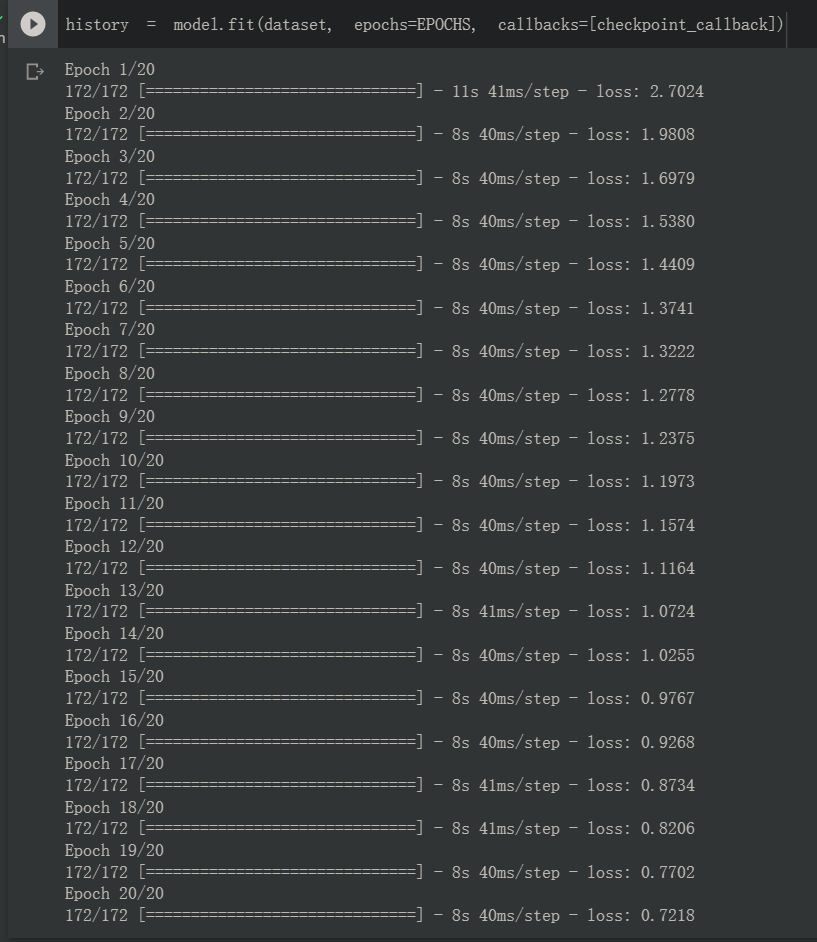 history = model.fit(dataset, epochs=EPOCHS, callbacks=[checkpoint_callback])
Epoch 1/20
172/172 [==============================] - 11s 41ms/step - loss: 2.7024
Epoch 2/20
172/172 [==============================] - 8s 40ms/step - loss: 1.9808
Epoch 3/20
172/172 [==============================] - 8s 40ms/step - loss: 1.6979
Epoch 4/20
172/172 [==============================] - 8s 40ms/step - loss: 1.5380
Epoch 5/20
172/172 [==============================] - 8s 40ms/step - loss: 1.4409
Epoch 6/20
172/172 [==============================] - 8s 40ms/step - loss: 1.3741
Epoch 7/20
172/172 [==============================] - 8s 40ms/step - loss: 1.3222
Epoch 8/20
172/172 [==============================] - 8s 40ms/step - loss: 1.2778
Epoch 9/20
172/172 [==============================] - 8s 40ms/step - loss: 1.2375
Epoch 10/20
172/172 [==============================] - 8s 40ms/step - loss: 1.1973
Epoch 11/20
172/172 [==============================] - 8s 40ms/step - loss: 1.1574
Epoch 12/20
172/172 [==============================] - 8s 40ms/step - loss: 1.1164
Epoch 13/20
172/172 [==============================] - 8s 41ms/step - loss: 1.0724
Epoch 14/20
172/172 [==============================] - 8s 40ms/step - loss: 1.0255
Epoch 15/20
172/172 [==============================] - 8s 40ms/step - loss: 0.9767
Epoch 16/20
172/172 [==============================] - 8s 40ms/step - loss: 0.9268
Epoch 17/20
172/172 [==============================] - 8s 41ms/step - loss: 0.8734
Epoch 18/20
172/172 [==============================] - 8s 41ms/step - loss: 0.8206
Epoch 19/20
172/172 [==============================] - 8s 40ms/step - loss: 0.7702
Epoch 20/20
172/172 [==============================] - 8s 40ms/step - loss: 0.7218